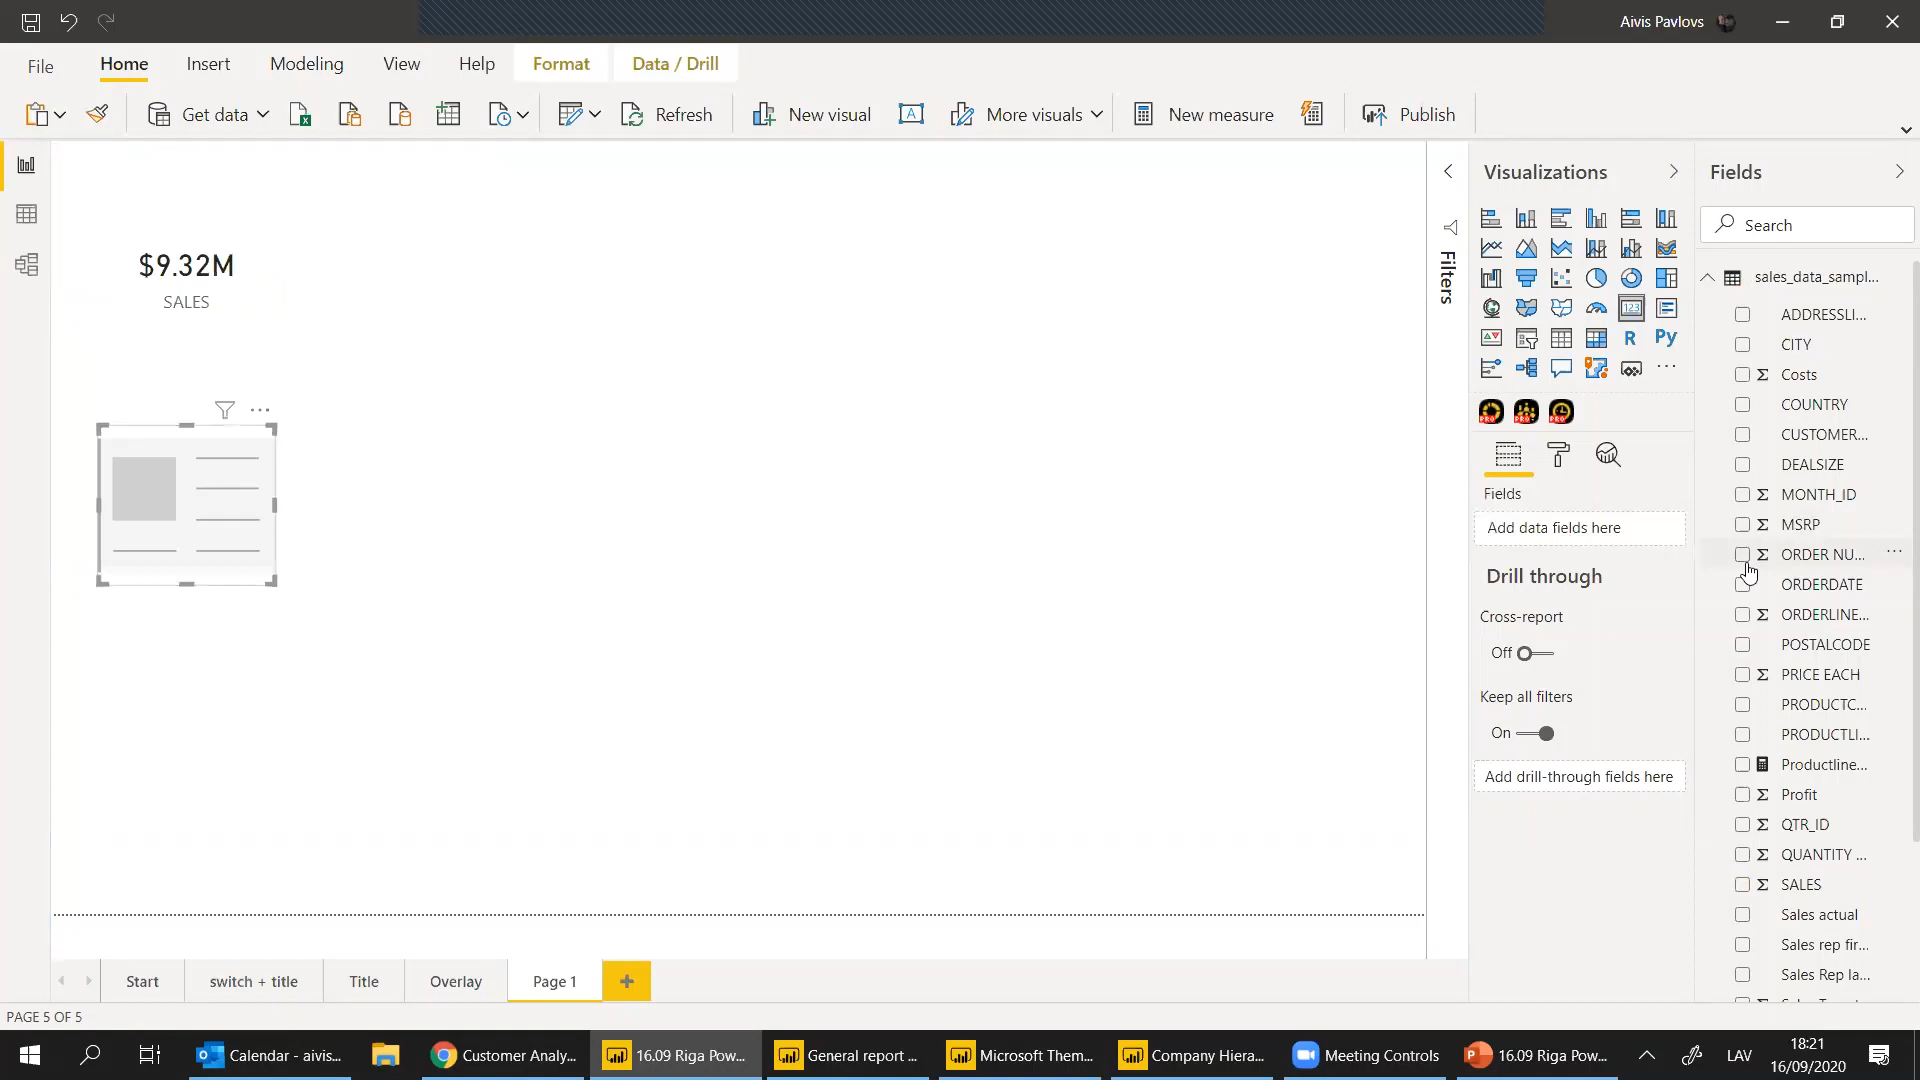 Aivis Pavlovs
File Home Insert Modeling View Help Format Data / Drill
Get data Refresh New visual A More visuals New measure Publish
$9.32M
SALES
Filters
Visualizations
123
R Py
PRO PRO PRO
Fields
Add data fields here
Drill through
Cross-report
Off
Keep all filters
On
Add drill-through fields here
Fields
Search
sales_data_sampl...
ADDRESSLI...
CITY
Σ Costs
COUNTRY
CUSTOMER...
DEALSIZE
Σ MONTH_ID
Σ MSRP
Σ ORDER NU...
ORDERDATE
Σ ORDERLINE...
POSTALCODE
Σ PRICE EACH
PRODUCTC...
PRODUCTLI...
Productline...
Σ Profit
Σ QTR_ID
Σ QUANTITY ...
Σ SALES
Sales actual
Sales rep fir...
Sales Rep la...
Start switch + title Title Overlay Page 1 +
PAGE 5 OF 5
Calendar - aivis... Customer Analy... 16.09 Riga Pow... General report ... Microsoft Them... Company Hiera... Meeting Controls 16.09 Riga Pow... LAV
18:21
16/09/2020